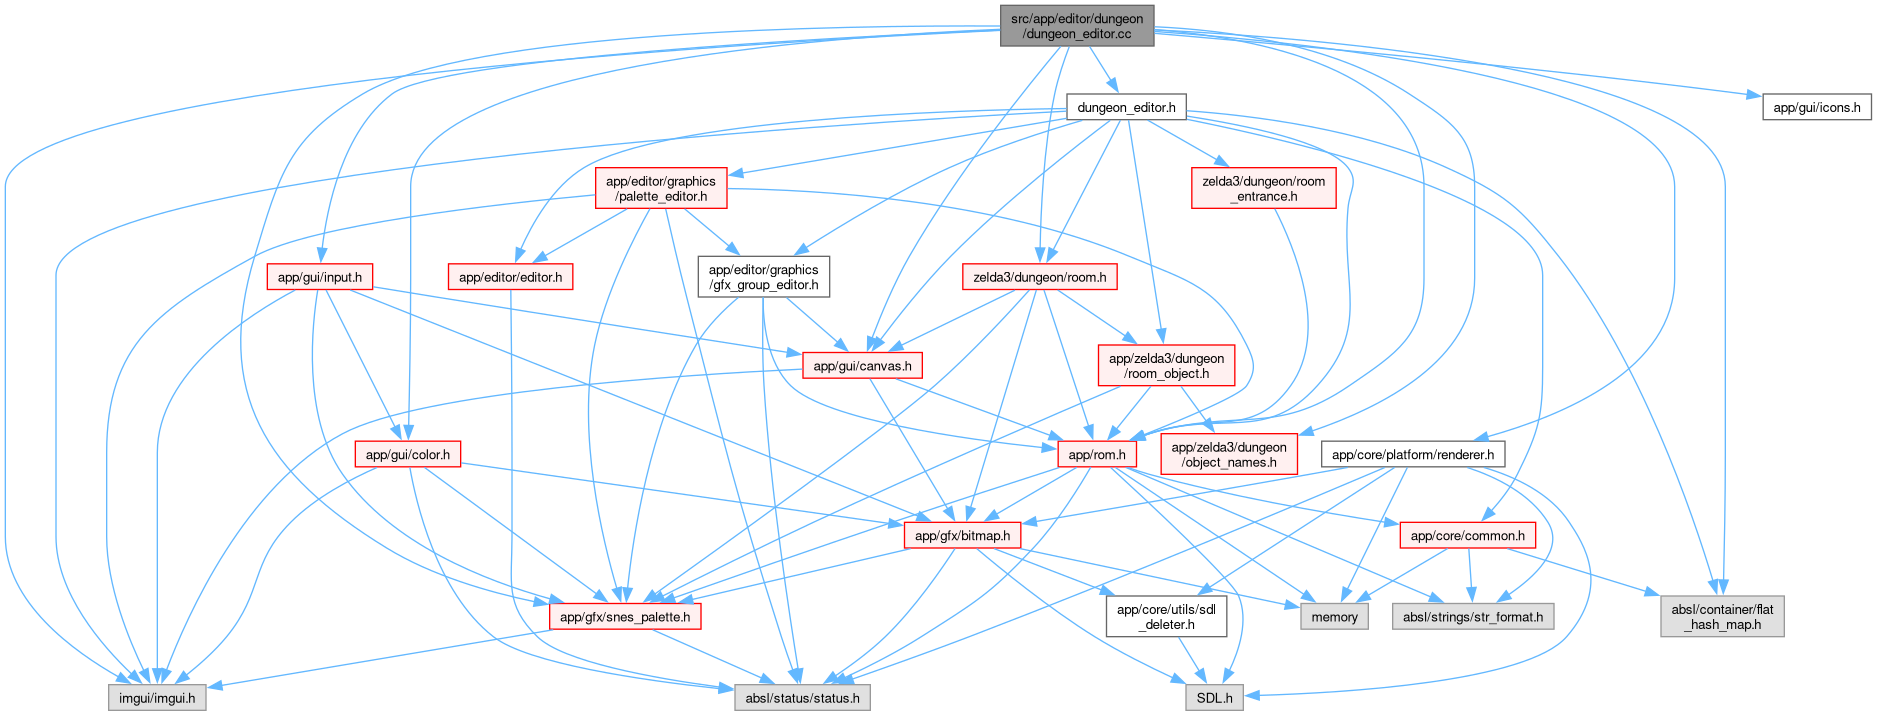 src/app/editor/dungeon
/dungeon_editor.cc
dungeon_editor.h
app/gui/icons.h
app/editor/graphics
/palette_editor.h
zelda3/dungeon/room
_entrance.h
app/gui/input.h
app/editor/editor.h
app/editor/graphics
/gfx_group_editor.h
zelda3/dungeon/room.h
app/gui/canvas.h
app/zelda3/dungeon
/room_object.h
app/gui/color.h
app/rom.h
app/zelda3/dungeon
/object_names.h
app/core/platform/renderer.h
app/gfx/bitmap.h
app/core/common.h
app/gfx/snes_palette.h
app/core/utils/sdl
_deleter.h
memory
absl/strings/str_format.h
absl/container/flat
_hash_map.h
imgui/imgui.h
absl/status/status.h
SDL.h